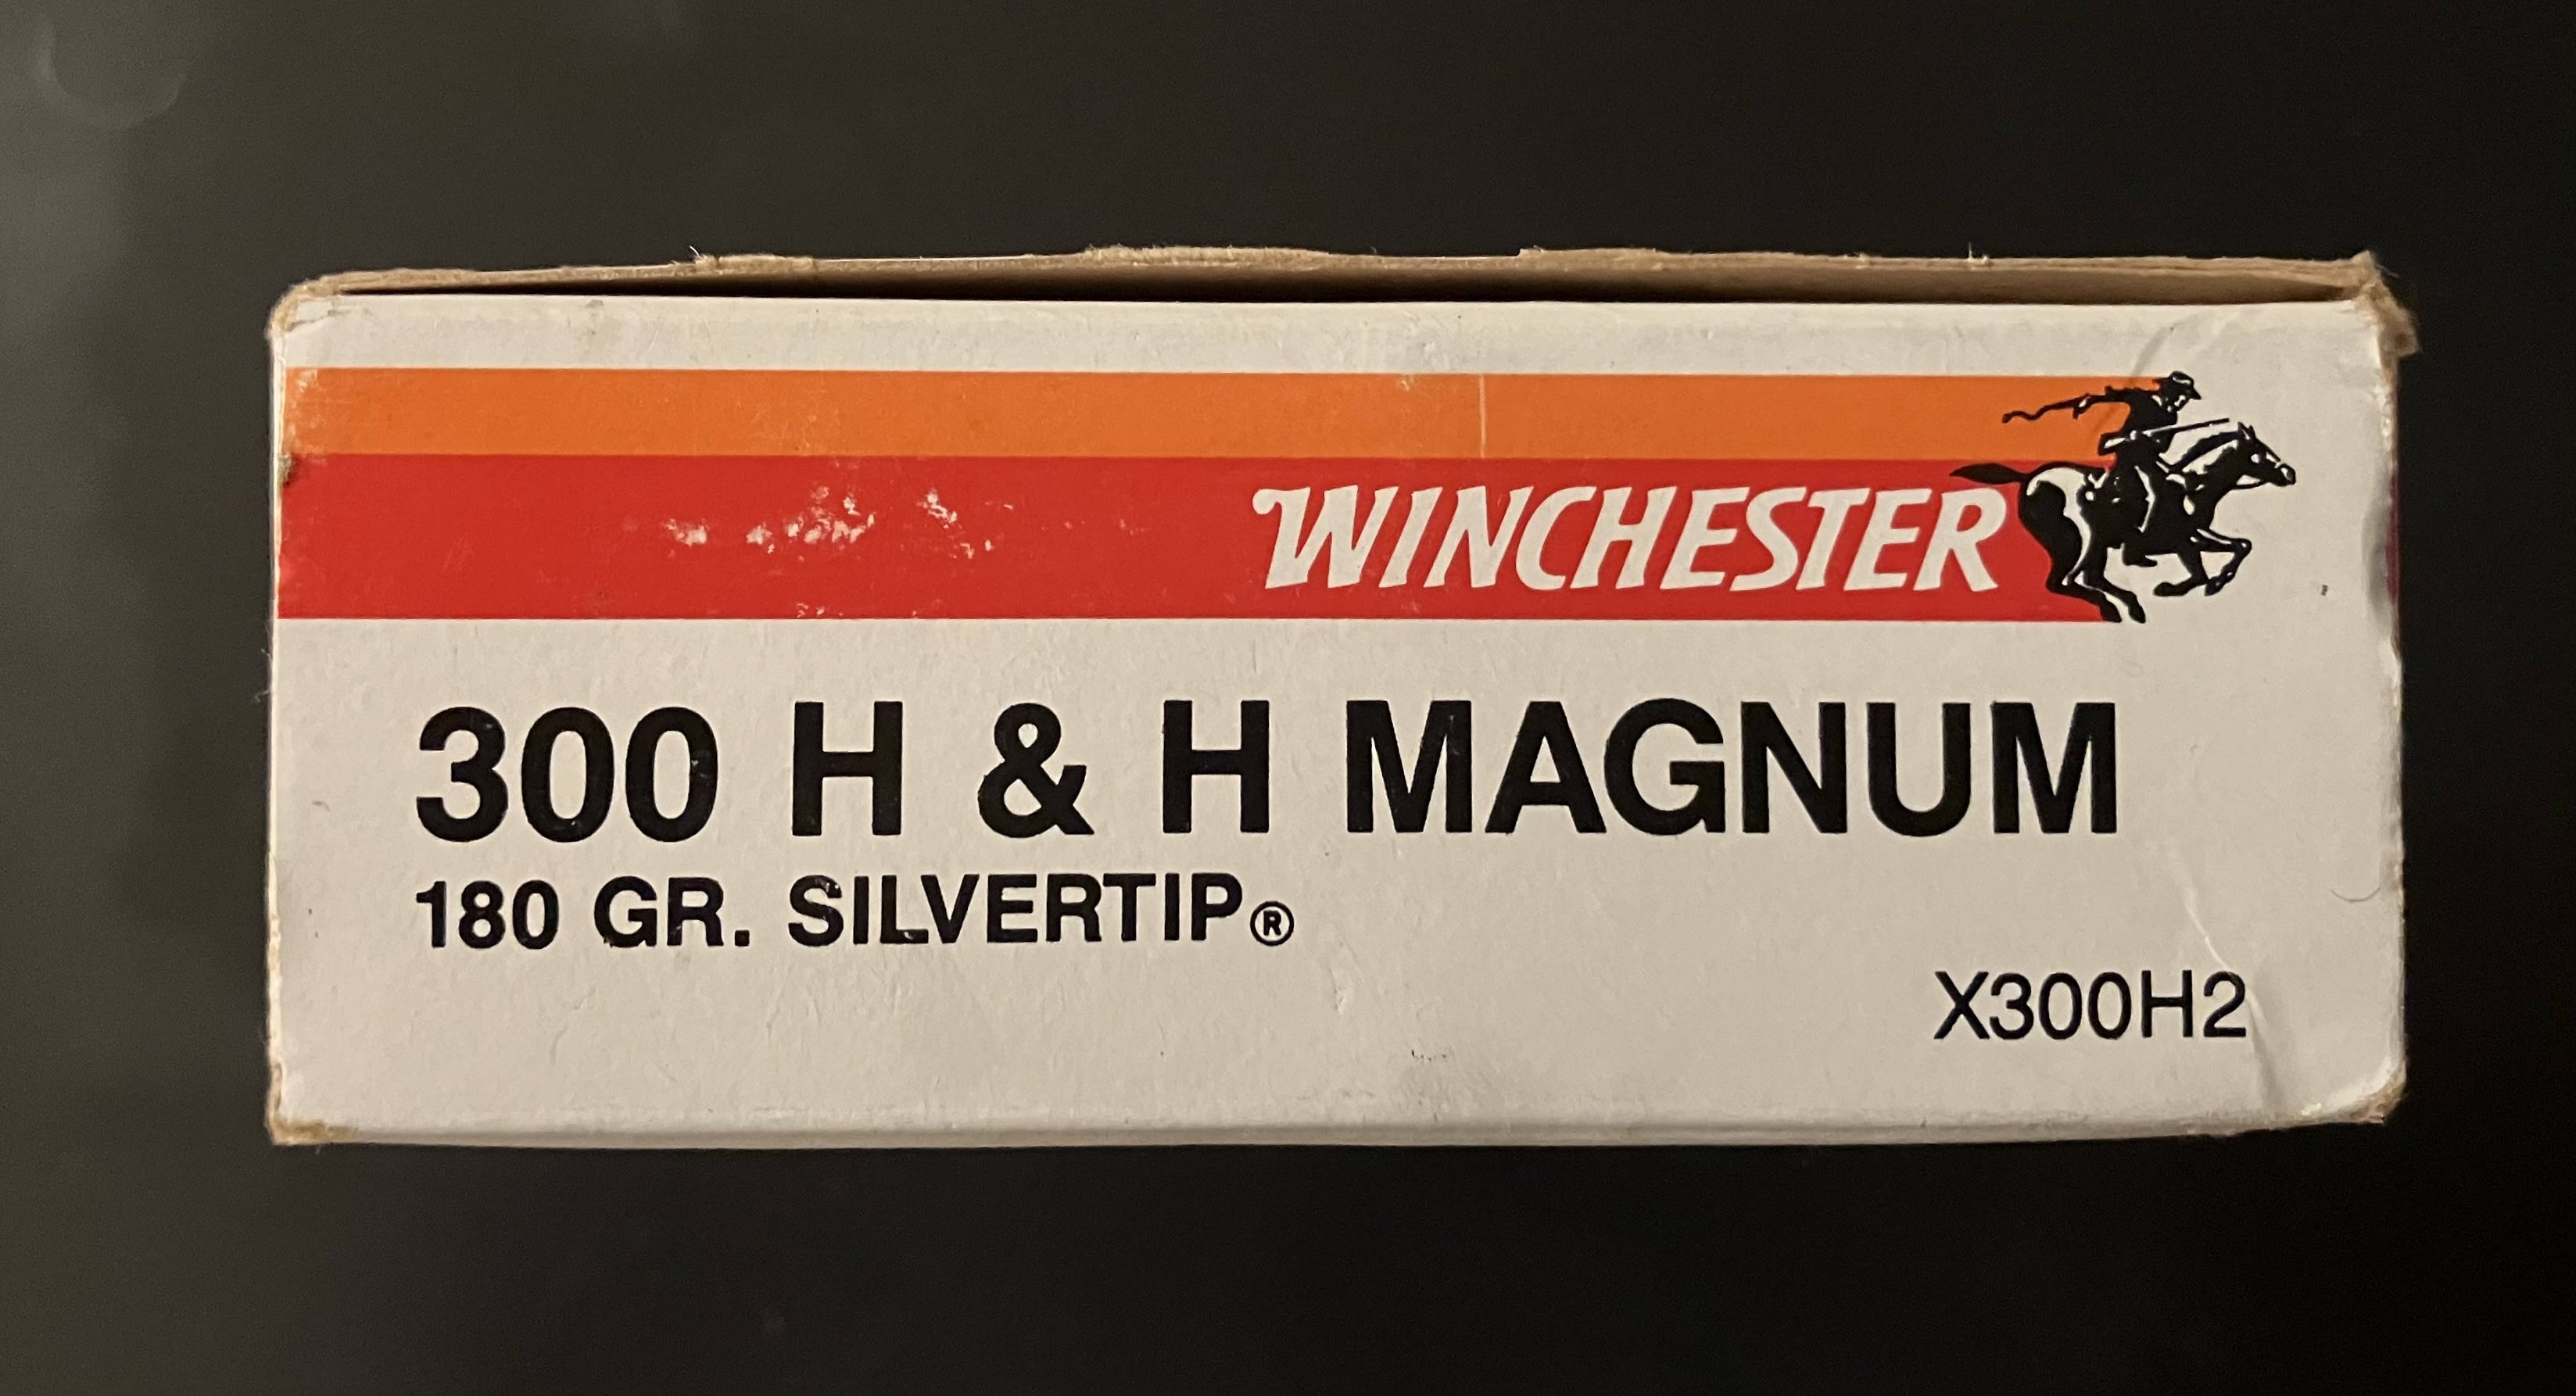 WINCHESTER
300 H & H MAGNUM
180 GR. SILVERTIP®
X300H2